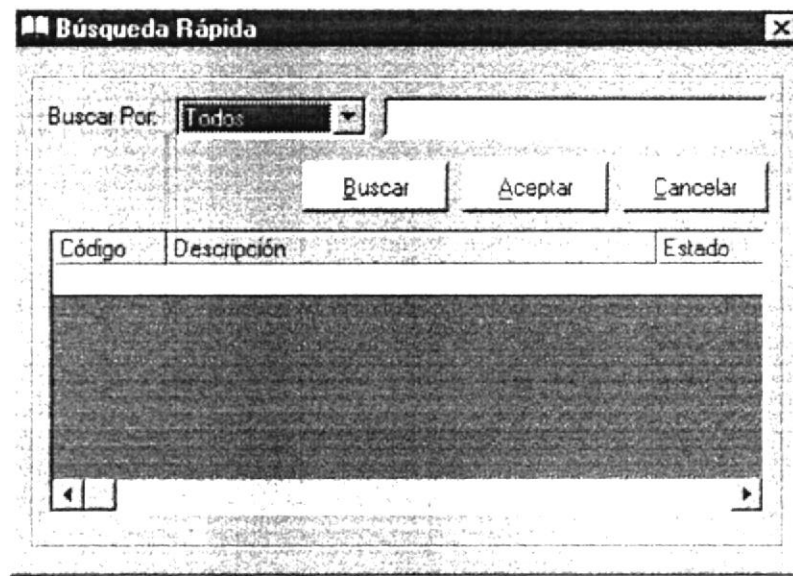 Búsqueda Rápida
Buscar Por: Todos
Buscar Aceptar Cancelar
Código Descripción Estado